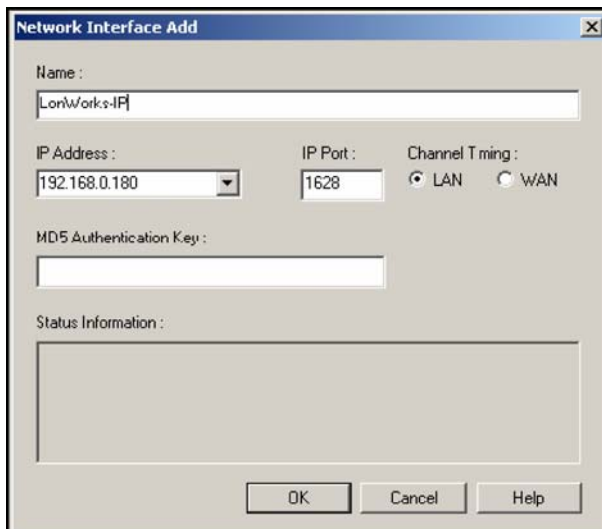 Network Interface Add
Name :
LonWorks-IP
IP Address :
IP Port :
Channel Timing :
192.168.0.180
1628
LAN
WAN
MD5 Authentication Key :
Status Information :
OK
Cancel
Help